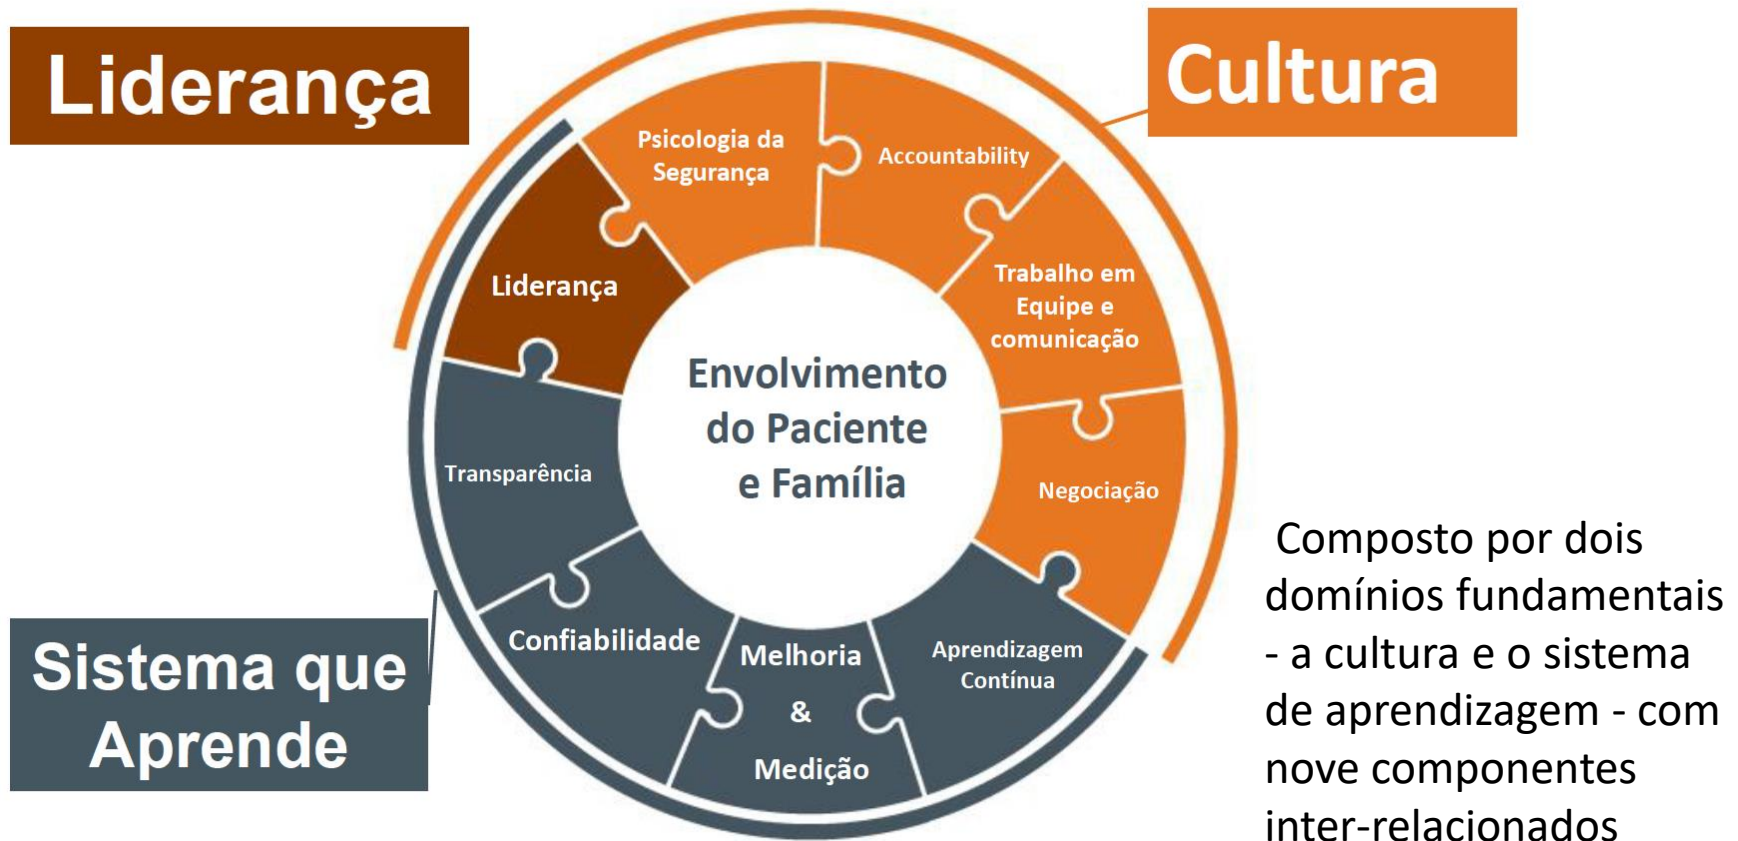 Liderança
Cultura
Psicologia da
Segurança
Accountability
Liderança
Trabalho em
Equipe e
comunicação
Envolvimento
do Paciente
e Família
Transparência
Negociação
Confiabilidade
Melhoria
&
Medição
Aprendizagem
Contínua
Sistema que
Aprende
Composto por dois
domínios fundamentais
- a cultura e o sistema
de aprendizagem - com
nove componentes
inter-relacionados